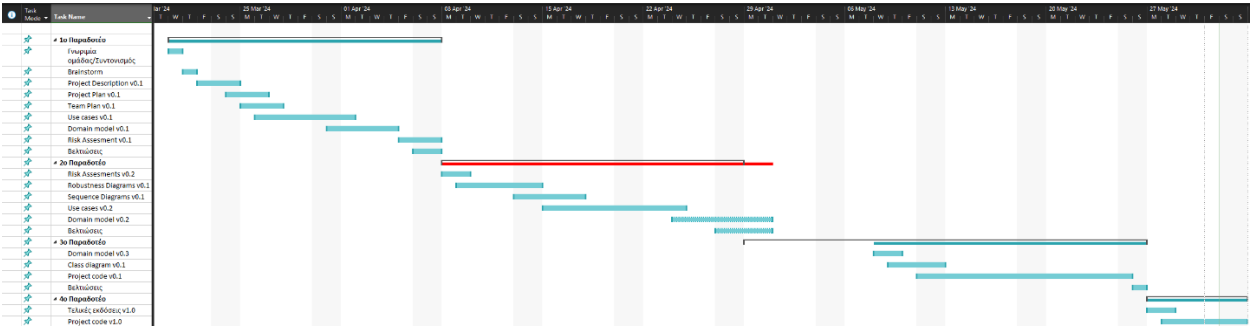 Task Mode
Task Name
lar '24
25 Mar '24
01 Apr '24
08 Apr '24
15 Apr '24
22 Apr '24
29 Apr '24
06 May '24
13 May '24
20 May '24
27 May '24
T W T F S S M T W T F S S M T W T F S S M T W T F S S M T W T F S S M T W T F S S M T W T F S S M T W T F S S M T W T F S S M T W T F S S M T W T F S S
1ο Παραδοτέο
Γνωριμία
ομάδας/Συντονισμός
Brainstorm
Project Description v0.1
Project Plan v0.1
Team Plan v0.1
Use cases v0.1
Domain model v0.1
Risk Assesment v0.1
Βελτιώσεις
2ο Παραδοτέο
Risk Assesments v0.2
Robustness Diagrams v0.1
Sequence Diagrams v0.1
Use cases v0.2
Domain model v0.2
Βελτιώσεις
3ο Παραδοτέο
Domain model v0.3
Class diagram v0.1
Project code v0.1
Βελτιώσεις
4ο Παραδοτέο
Τελικές εκδόσεις v1.0
Project code v1.0